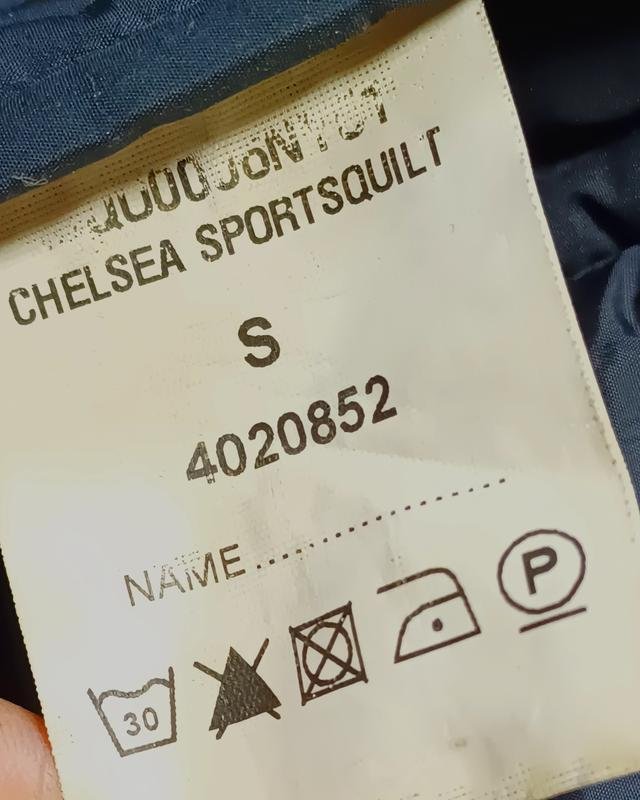 CHELSEA SPORTSQUILT
S
4020852
NAME....................
30
P